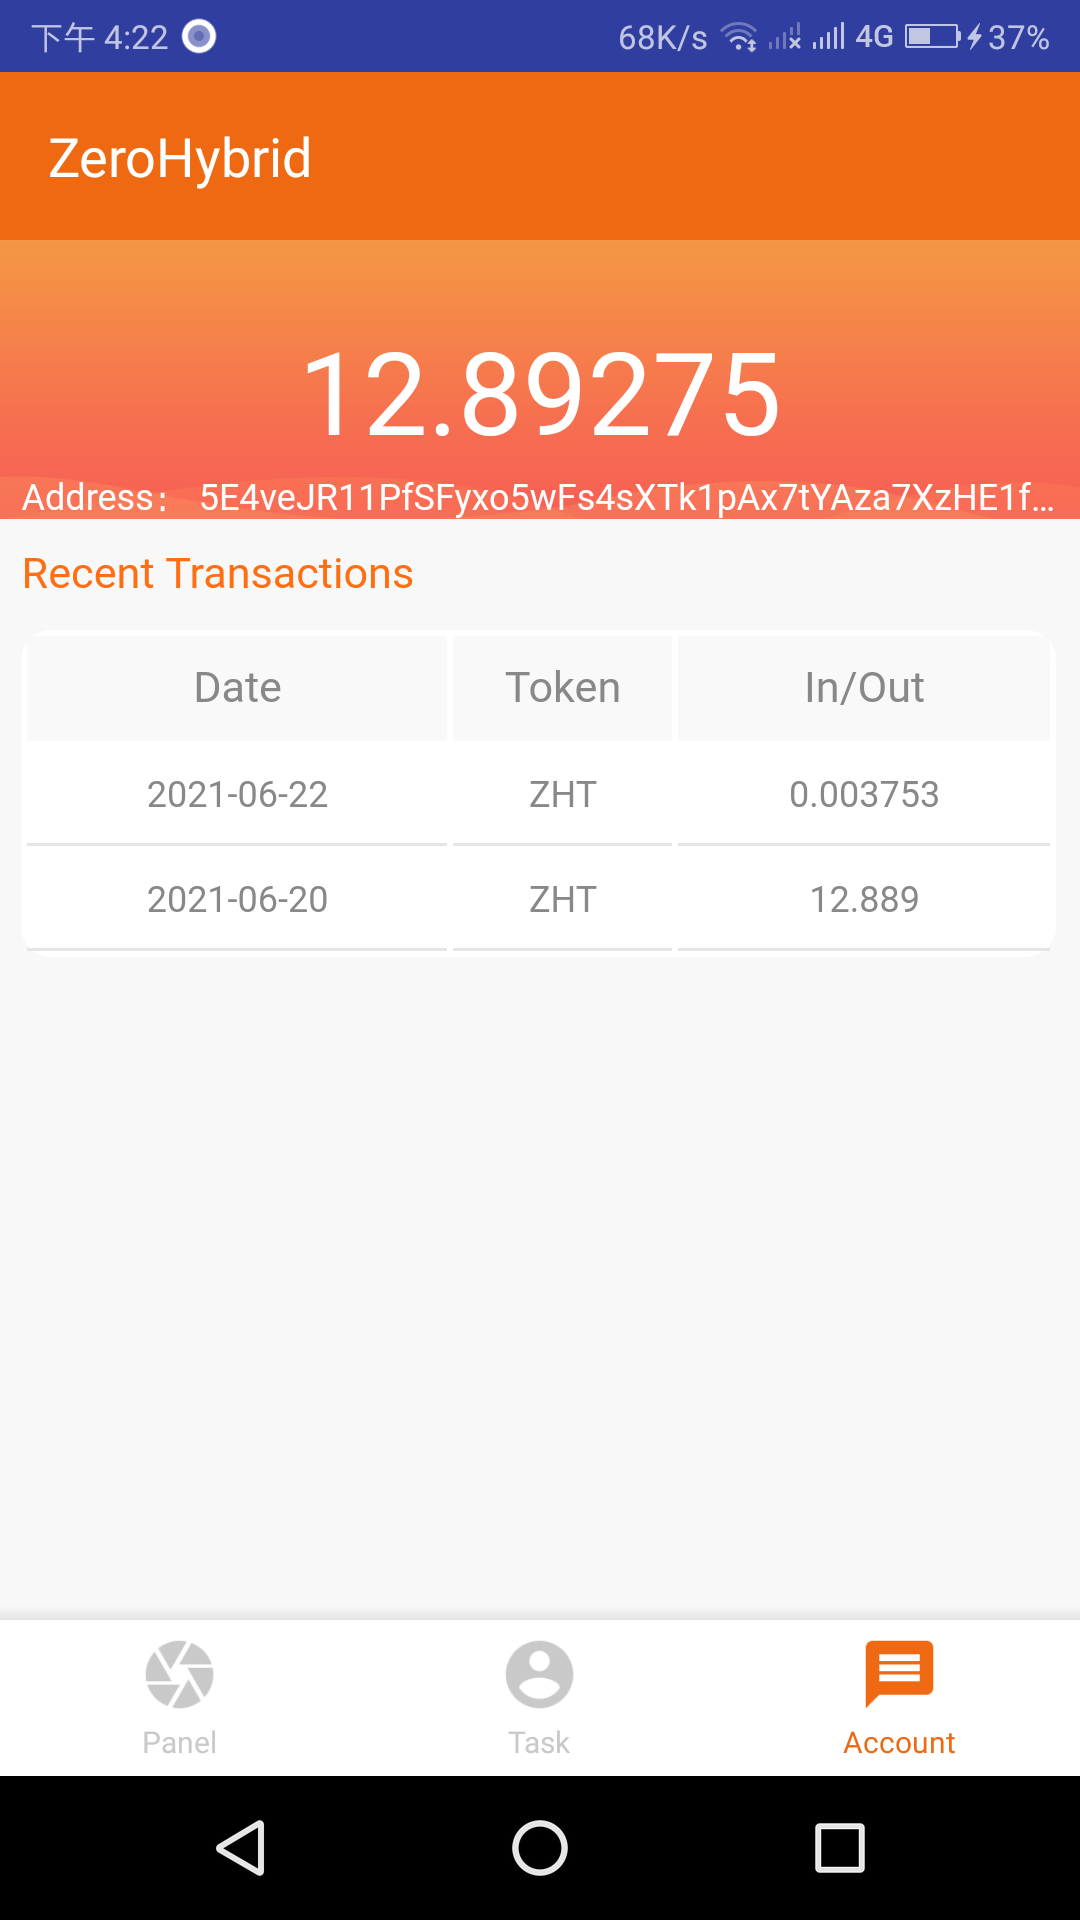 下午 4:22 68K/s 4G 37%
ZeroHybrid
12.89275
Address： 5E4veJR11PfSFyxo5wFs4sXTk1pAx7tYAza7XzHE1f...
Recent Transactions
Date Token In/Out
2021-06-22 ZHT 0.003753
2021-06-20 ZHT 12.889
Panel Task Account